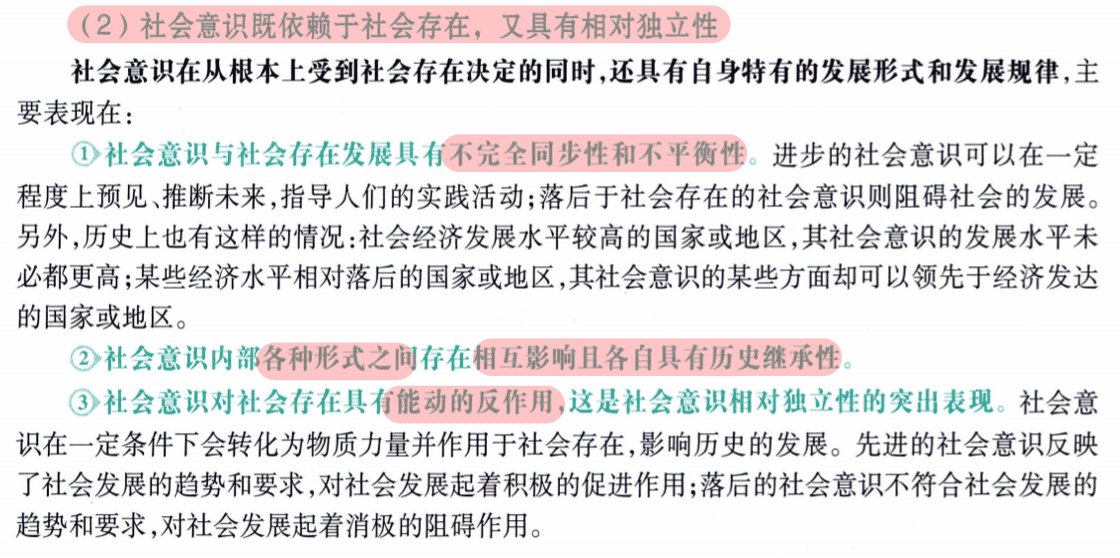 （2）社会意识既依赖于社会存在，又具有相对独立性
社会意识在从根本上受到社会存在决定的同时,还具有自身特有的发展形式和发展规律,主
要表现在:
①社会意识与社会存在发展具有不完全同步性和不平衡性。进步的社会意识可以在一定
程度上预见、推断未来,指导人们的实践活动;落后于社会存在的社会意识则阻碍社会的发展。
另外,历史上也有这样的情况:社会经济发展水平较高的国家或地区,其社会意识的发展水平未
必都更高;某些经济水平相对落后的国家或地区,其社会意识的某些方面却可以领先于经济发达
的国家或地区。
②社会意识内部各种形式之间存在相互影响且各自具有历史继承性。
③社会意识对社会存在具有能动的反作用,这是社会意识相对独立性的突出表现。社会意
识在一定条件下会转化为物质力量并作用于社会存在,影响历史的发展。先进的社会意识反映
了社会发展的趋势和要求,对社会发展起着积极的促进作用;落后的社会意识不符合社会发展的
趋势和要求,对社会发展起着消极的阻碍作用。